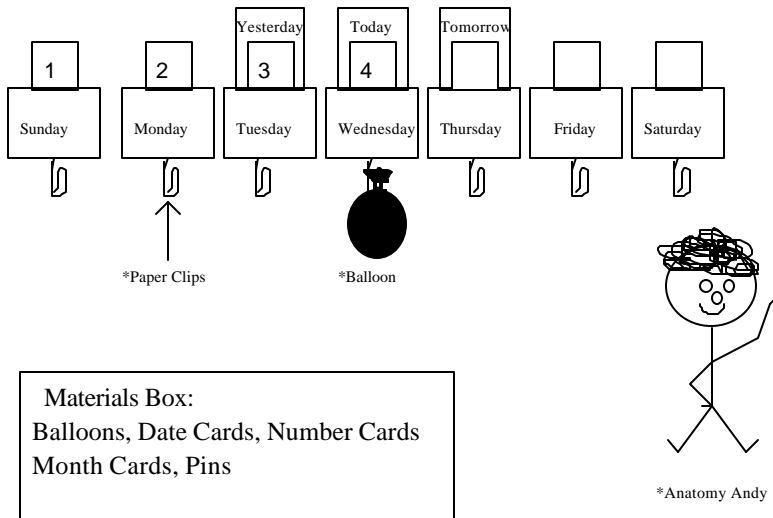 Yesterday Today Tomorrow
1 2 3 4
Sunday Monday Tuesday Wednesday Thursday Friday Saturday
*Paper Clips *Balloon
Materials Box:
Balloons, Date Cards, Number Cards
Month Cards, Pins
*Anatomy Andy